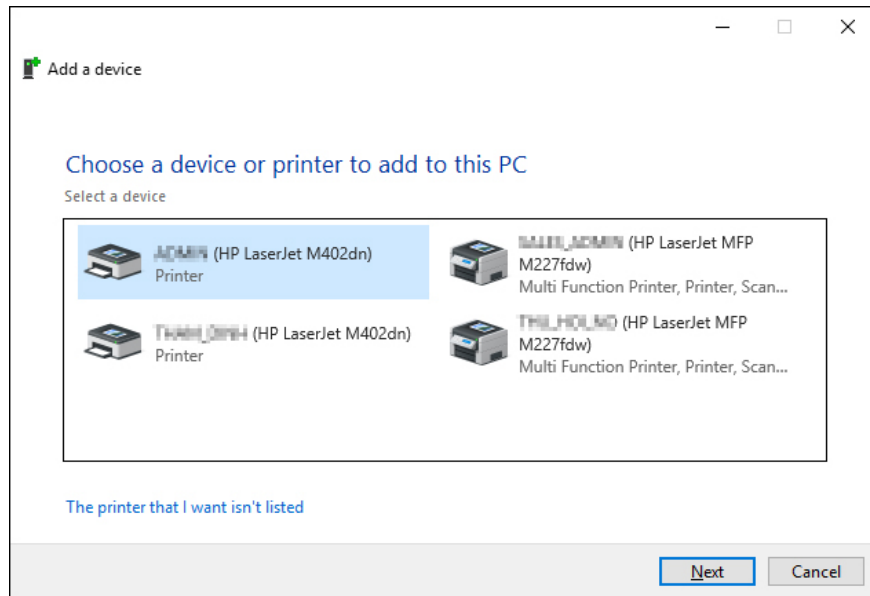 Add a device
Choose a device or printer to add to this PC
Select a device
(HP LaserJet M402dn)
Printer
(HP LaserJet MFP
M227fdw)
Multi Function Printer, Printer, Scan...
(HP LaserJet M402dn)
Printer
(HP LaserJet MFP
M227fdw)
Multi Function Printer, Printer, Scan...
The printer that I want isn't listed
Next
Cancel